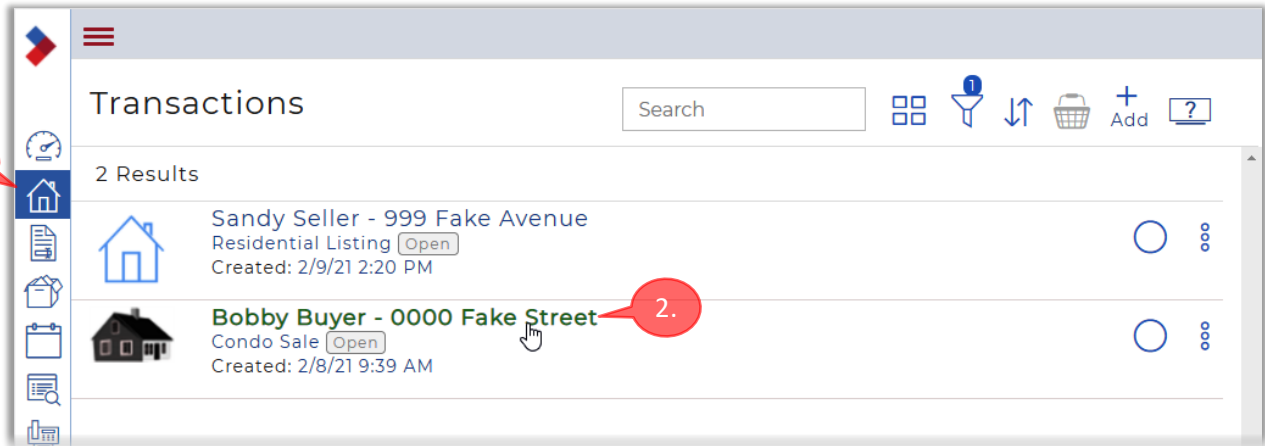 Transactions
Search
1
Add
?
2 Results
Sandy Seller - 999 Fake Avenue
Residential Listing Open
Created: 2/9/21 2:20 PM
Bobby Buyer - 0000 Fake Street
2.
Condo Sale Open
Created: 2/8/21 9:39 AM